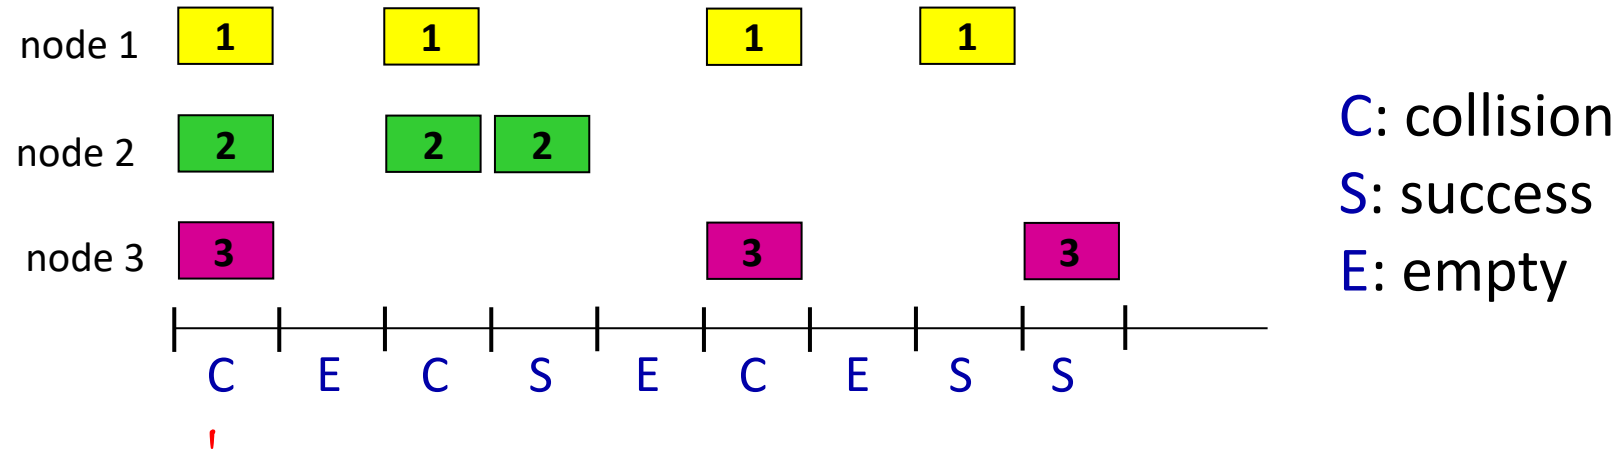 node 1 1 1 1 1
C: collision
node 2 2 2 2
S: success
node 3 3 3 3
E: empty
C E C S E C E S S